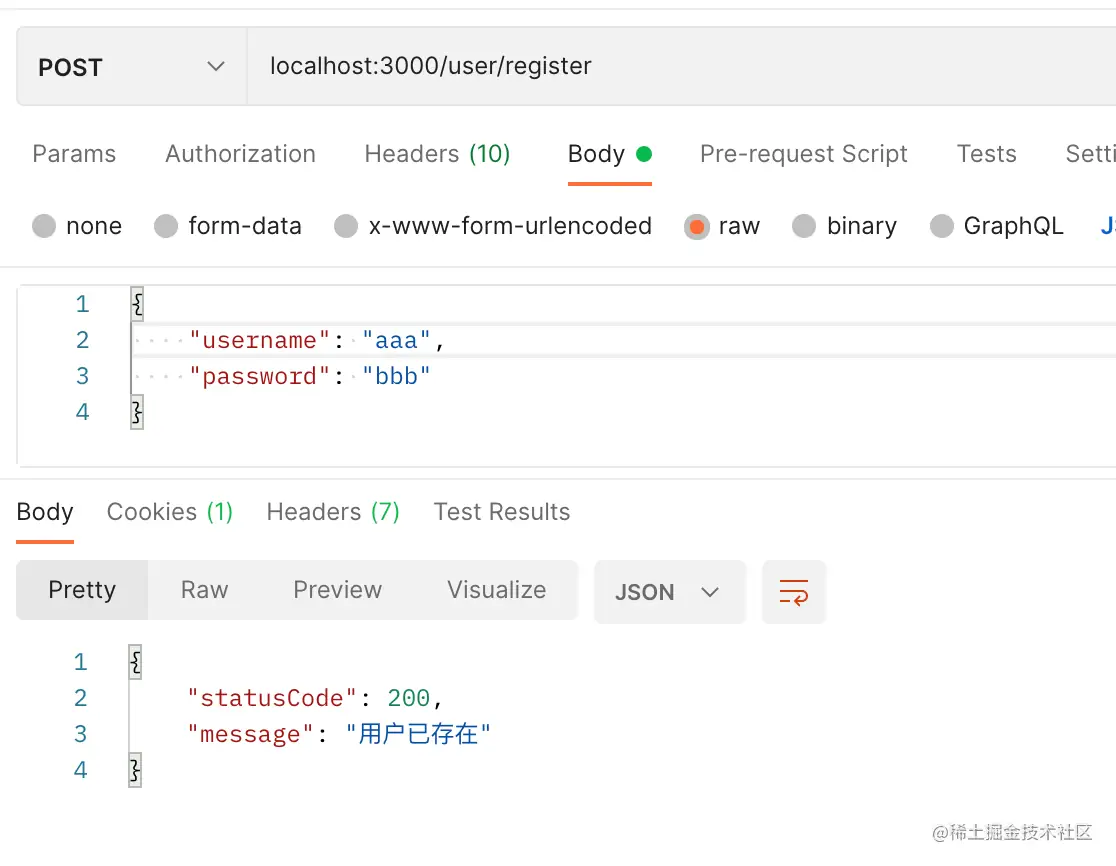 POST localhost:3000/user/register
Params Authorization Headers (10) Body Pre-request Script Tests Setti
none form-data x-www-form-urlencoded raw binary GraphQL JS
1 {
2 "username": "aaa",
3 "password": "bbb"
4 }
Body Cookies (1) Headers (7) Test Results
Pretty Raw Preview Visualize JSON
1 {
2 "statusCode": 200,
3 "message": "用户已存在"
4 }
@稀土掘金技术社区